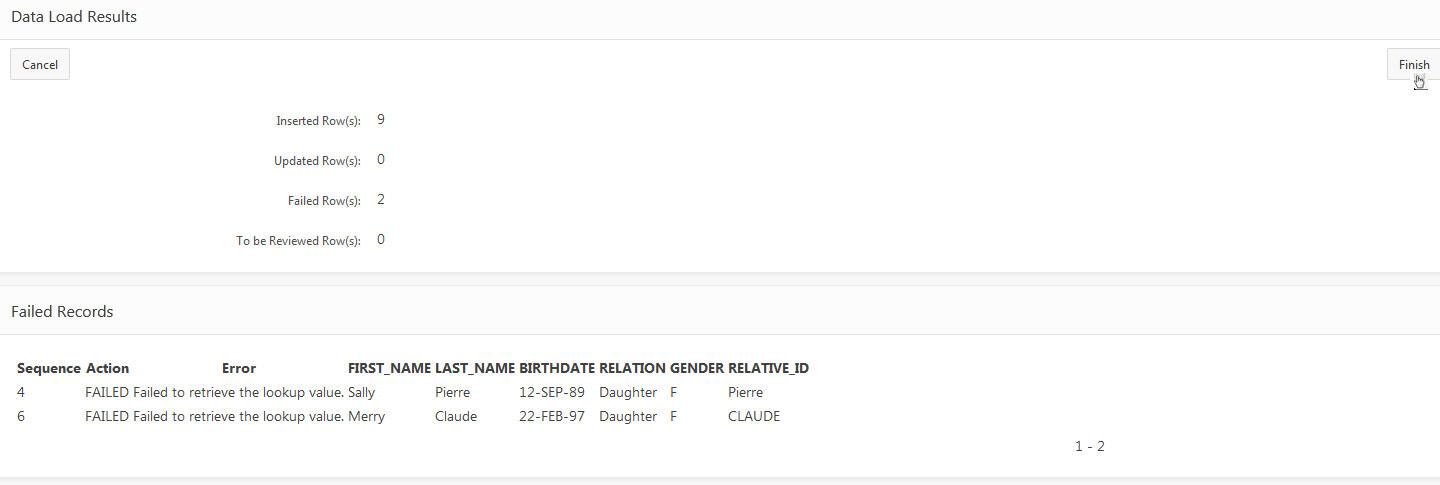 Data Load Results
Cancel
Finish
Inserted Row(s): 9
Updated Row(s): 0
Failed Row(s): 2
To be Reviewed Row(s): 0
Failed Records
Sequence Action Error FIRST_NAME LAST_NAME BIRTHDATE RELATION GENDER RELATIVE_ID
4 FAILED Failed to retrieve the lookup value. Sally Pierre 12-SEP-89 Daughter F Pierre
6 FAILED Failed to retrieve the lookup value. Merry Claude 22-FEB-97 Daughter F CLAUDE
1 - 2